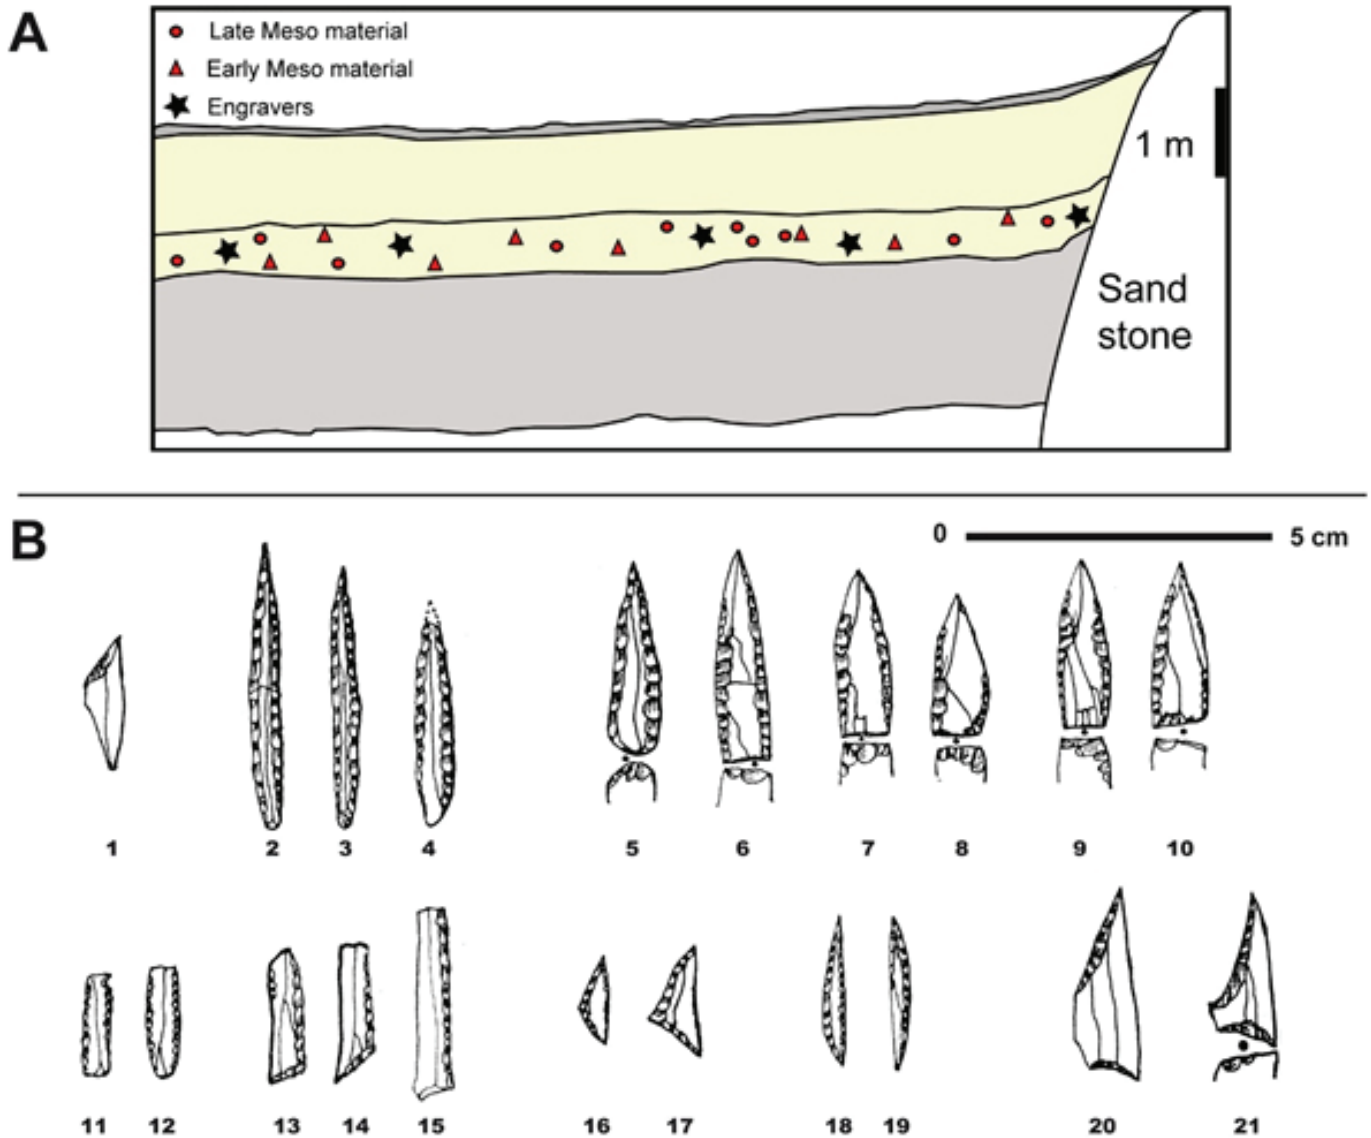 A
Late Meso material
Early Meso material
Engravers
1 m
Sand
stone
B
0 5 cm
1 2 3 4 5 6 7 8 9 10
11 12 13 14 15 16 17 18 19 20 21